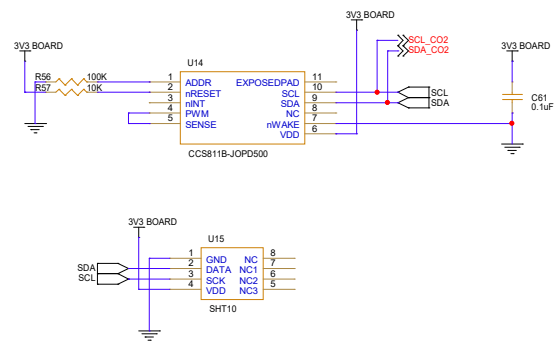 3V3 BOARD
3V3 BOARD
3V3 BOARD
SCL_CO2
SDA_CO2
U14
R56 100K 1 ADDR EXPOSEDPAD 11
R57 10K 2 nRESET SCL 10 SCL
3 nINT SDA 9 SDA
4 PWM NC 8
5 SENSE nWAKE 7
VDD 6
C61
0.1uF
CCS811B-JOPD500
3V3 BOARD
U15
1 GND NC 8
SDA 2 DATA NC1 7
SCL 3 SCK NC2 6
4 VDD NC3 5
SHT10